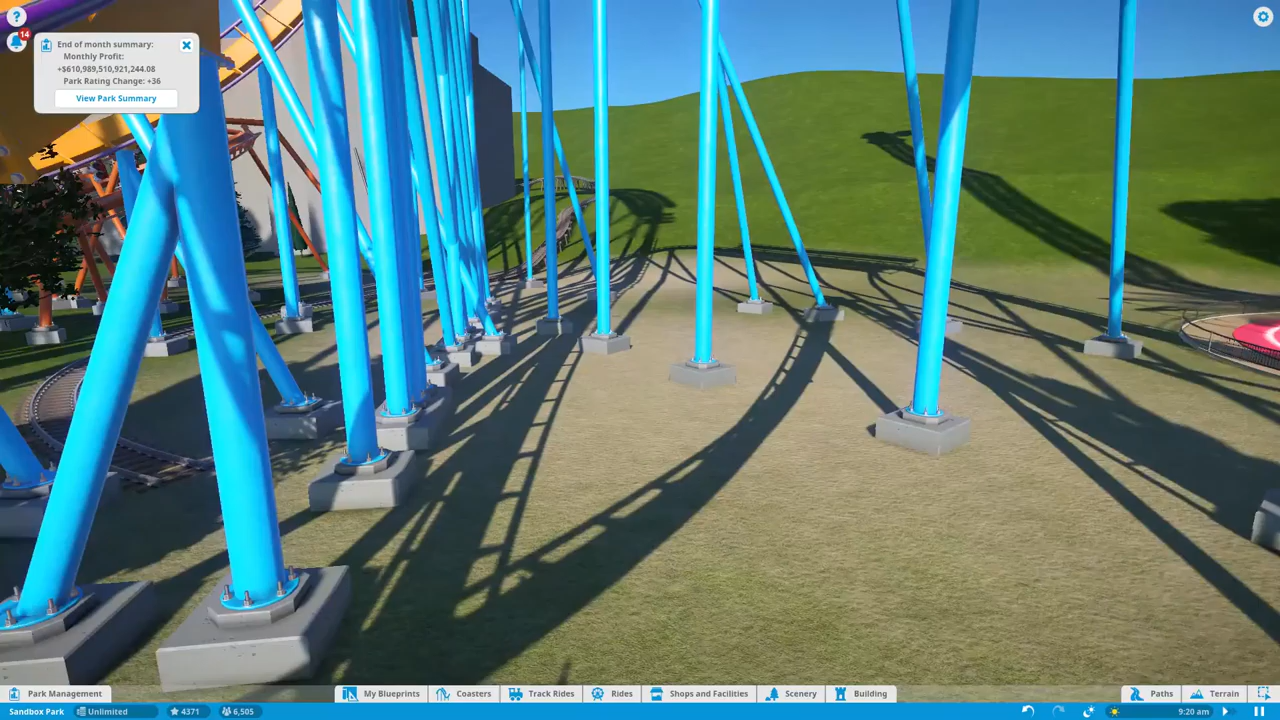 ?
14
End of month summary:
Monthly Profit:
+$610,989,510,921,244.08
Park Rating Change: +36
View Park Summary
Park Management
My Blueprints
Coasters
Track Rides
Rides
Shops and Facilities
Scenery
Building
Paths
Terrain
Sandbox Park
Unlimited
4371
6,505
9:20 am